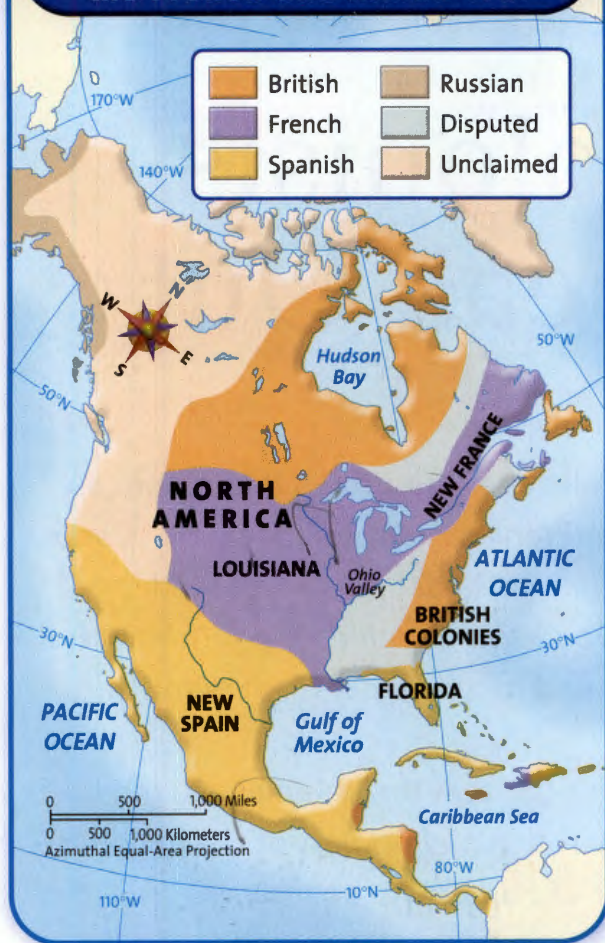 British
French
Spanish
Russian
Disputed
Unclaimed
170°W
140°W
N
W
E
S
50°W
50°N
Hudson
Bay
NEW FRANCE
NORTH
AMERICA
LOUISIANA
Ohio
Valley
ATLANTIC
OCEAN
BRITISH
COLONIES
30°N
30°N
FLORIDA
NEW
SPAIN
Gulf of
Mexico
PACIFIC
OCEAN
0 500 1,000 Miles
0 500 1,000 Kilometers
Azimuthal Equal-Area Projection
Caribbean Sea
80°W
10°N
110°W